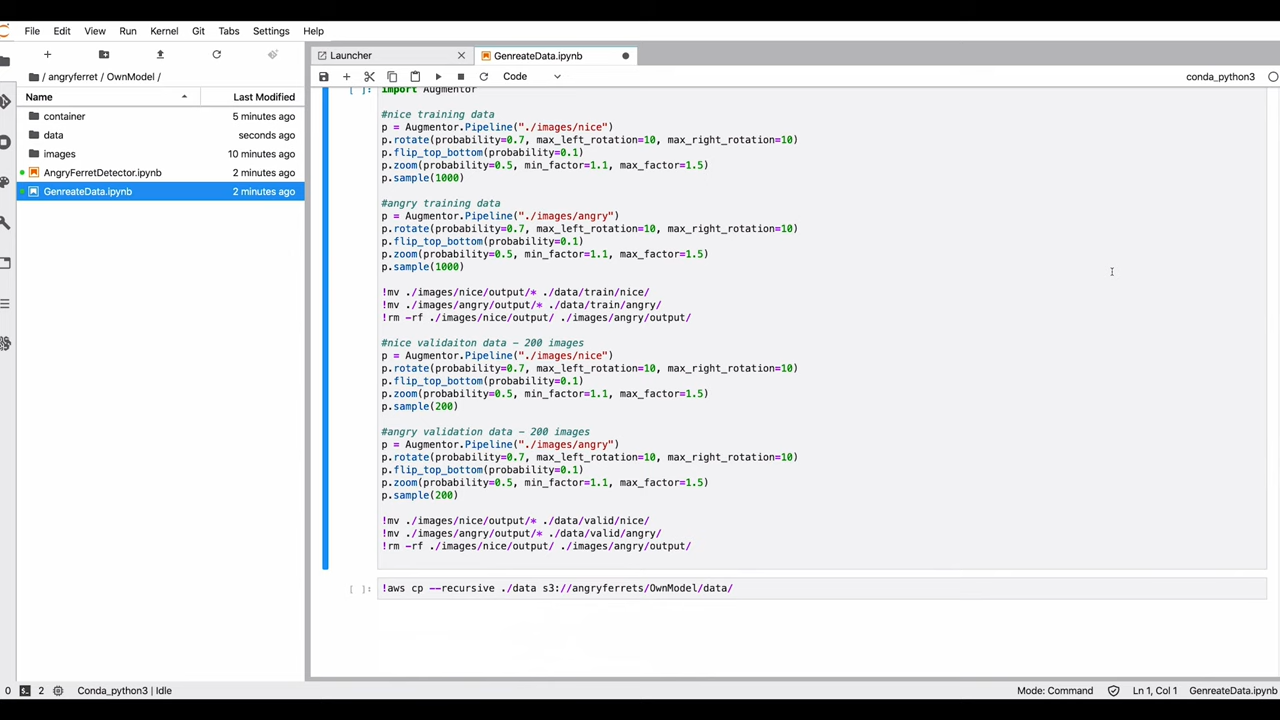 File Edit View Run Kernel Git Tabs Settings Help
Launcher
GenreateData.ipynb
/ angryferret / OwnModel /
Code
conda_python3
Name Last Modified
container 5 minutes ago
data seconds ago
images 10 minutes ago
AngryFerretDetector.ipynb 2 minutes ago
GenreateData.ipynb 2 minutes ago
[ ]: import Augmentor
#nice training data
p = Augmentor.Pipeline("./images/nice")
p.rotate(probability=0.7, max_left_rotation=10, max_right_rotation=10)
p.flip_top_bottom(probability=0.1)
p.zoom(probability=0.5, min_factor=1.1, max_factor=1.5)
p.sample(1000)
#angry training data
p = Augmentor.Pipeline("./images/angry")
p.rotate(probability=0.7, max_left_rotation=10, max_right_rotation=10)
p.flip_top_bottom(probability=0.1)
p.zoom(probability=0.5, min_factor=1.1, max_factor=1.5)
p.sample(1000)
!mv ./images/nice/output/* ./data/train/nice/
!mv ./images/angry/output/* ./data/train/angry/
!rm -rf ./images/nice/output/ ./images/angry/output/
#nice validaiton data - 200 images
p = Augmentor.Pipeline("./images/nice")
p.rotate(probability=0.7, max_left_rotation=10, max_right_rotation=10)
p.flip_top_bottom(probability=0.1)
p.zoom(probability=0.5, min_factor=1.1, max_factor=1.5)
p.sample(200)
#angry validation data - 200 images
p = Augmentor.Pipeline("./images/angry")
p.rotate(probability=0.7, max_left_rotation=10, max_right_rotation=10)
p.flip_top_bottom(probability=0.1)
p.zoom(probability=0.5, min_factor=1.1, max_factor=1.5)
p.sample(200)
!mv ./images/nice/output/* ./data/valid/nice/
!mv ./images/angry/output/* ./data/valid/angry/
!rm -rf ./images/nice/output/ ./images/angry/output/
[ ]: !aws cp --recursive ./data s3://angryferrets/OwnModel/data/
0 2 Conda_python3 | Idle
Mode: Command Ln 1, Col 1 GenreateData.ipynb